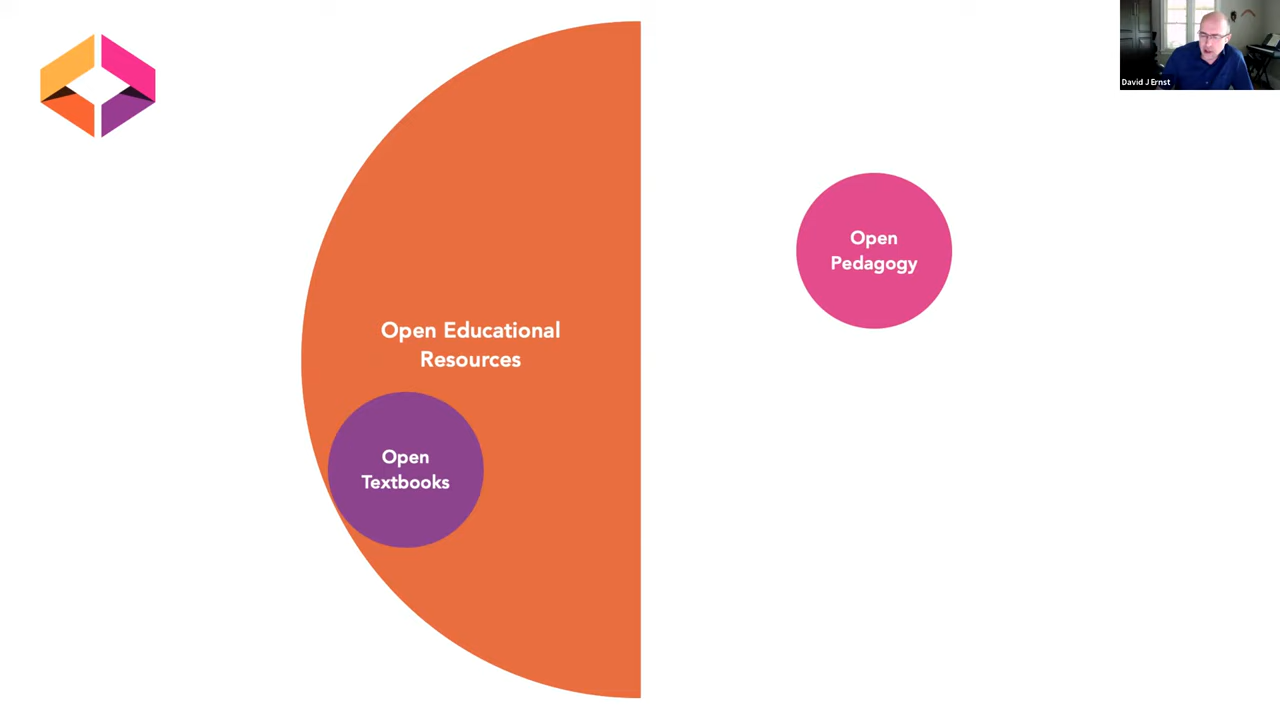 David J Ernst
Open
Pedagogy
Open Educational
Resources
Open
Textbooks